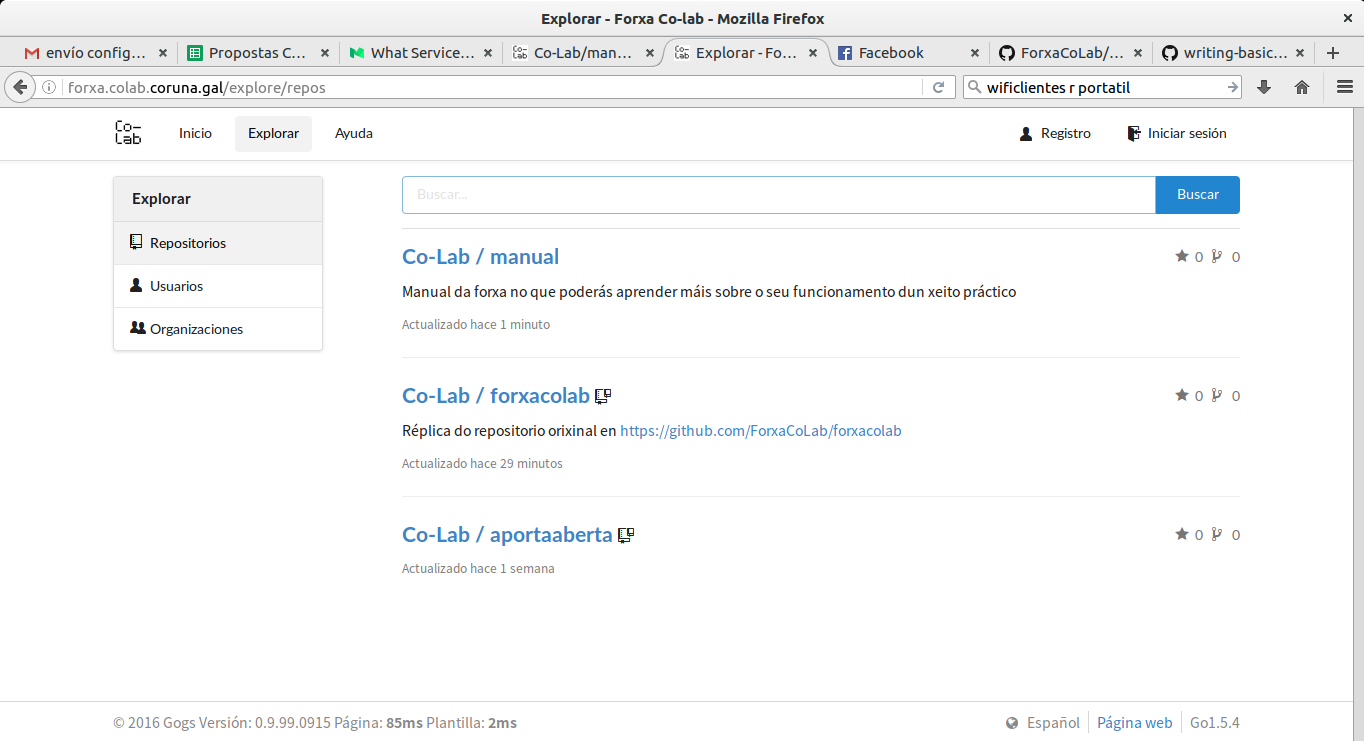 Explorar - Forxa Co-lab - Mozilla Firefox
envío config... Propostas C... What Service... Co-Lab/man... Explorar - Fo... Facebook ForxaCoLab/... writing-basic...
forxa.colab.coruna.gal/explore/repos wificlientes r portatil
Co-Lab Inicio Explorar Ayuda Registro Iniciar sesión
Explorar
Repositorios
Usuarios
Organizaciones
Buscar... Buscar
Co-Lab / manual 0 0
Manual da forxa no que poderás aprender máis sobre o seu funcionamento dun xeito práctico
Actualizado hace 1 minuto
Co-Lab / forxacolab 0 0
Réplica do repositorio orixinal en https://github.com/ForxaCoLab/forxacolab
Actualizado hace 29 minutos
Co-Lab / aportaaberta 0 0
Actualizado hace 1 semana
© 2016 Gogs Versión: 0.9.99.0915 Página: 85ms Plantilla: 2ms Español Página web Go1.5.4